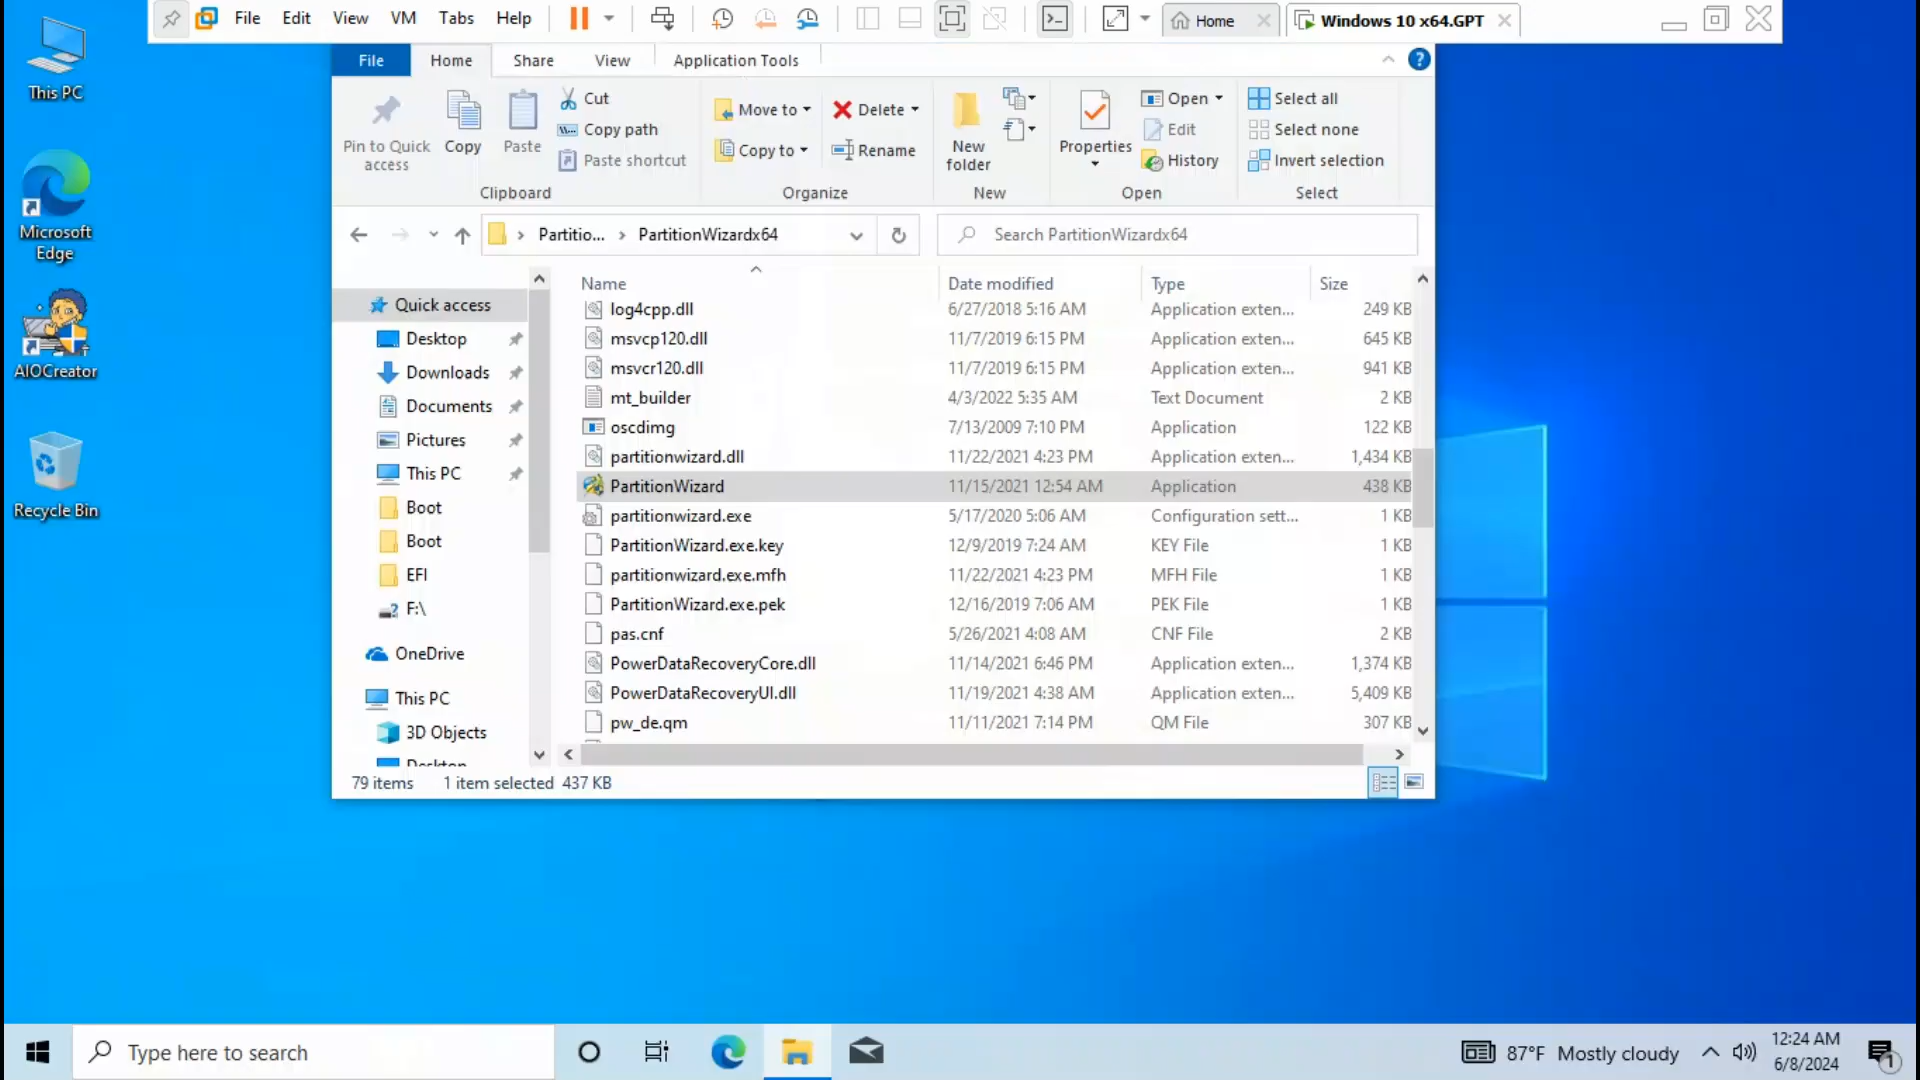 File Edit View VM Tabs Help Home Windows 10 x64.GPT
This PC
Microsoft
Edge
AIOCreator
Recycle Bin
File Home Share View Application Tools
Pin to Quick
access
Copy
Paste
Cut
Copy path
Paste shortcut
Clipboard
Move to
Copy to
Delete
Rename
Organize
New
folder
New
Properties
Open
Edit
History
Open
Select all
Select none
Invert selection
Select
Partitio... PartitionWizardx64
Search PartitionWizardx64
Quick access
Desktop
Downloads
Documents
Pictures
This PC
Boot
Boot
EFI
F:\
OneDrive
This PC
3D Objects
Desktop
Name Date modified Type Size
log4cpp.dll 6/27/2018 5:16 AM Application exten... 249 KB
msvcp120.dll 11/7/2019 6:15 PM Application exten... 645 KB
msvcr120.dll 11/7/2019 6:15 PM Application exten... 941 KB
mt_builder 4/3/2022 5:35 AM Text Document 2 KB
oscdimg 7/13/2009 7:10 PM Application 122 KB
partitionwizard.dll 11/22/2021 4:23 PM Application exten... 1,434 KB
PartitionWizard 11/15/2021 12:54 AM Application 438 KB
partitionwizard.exe 5/17/2020 5:06 AM Configuration sett... 1 KB
PartitionWizard.exe.key 12/9/2019 7:24 AM KEY File 1 KB
partitionwizard.exe.mfh 11/22/2021 4:23 PM MFH File 1 KB
PartitionWizard.exe.pek 12/16/2019 7:06 AM PEK File 1 KB
pas.cnf 5/26/2021 4:08 AM CNF File 2 KB
PowerDataRecoveryCore.dll 11/14/2021 6:46 PM Application exten... 1,374 KB
PowerDataRecoveryUI.dll 11/19/2021 4:38 AM Application exten... 5,409 KB
pw_de.qm 11/11/2021 7:14 PM QM File 307 KB
79 items 1 item selected 437 KB
Type here to search
87°F Mostly cloudy
12:24 AM
6/8/2024
1